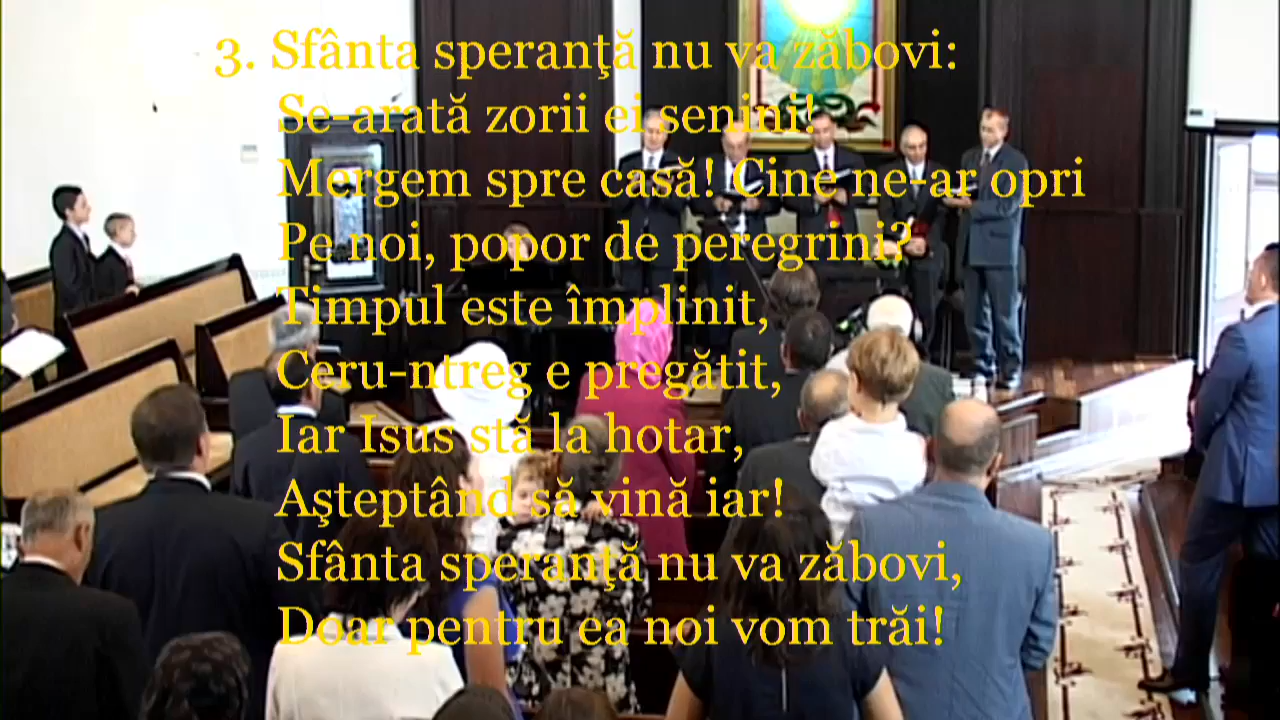 3. Sfânta speranţă nu va zăbovi:
Se-arată zorii ei senini!
Mergem spre casă! Cine ne-ar opri
Pe noi, popor de peregrini?
Timpul este împlinit,
Ceru-ntreg e pregătit,
Iar Isus stă la hotar,
Aşteptând să vină iar!
Sfânta speranţă nu va zăbovi,
Doar pentru ea noi vom trăi!